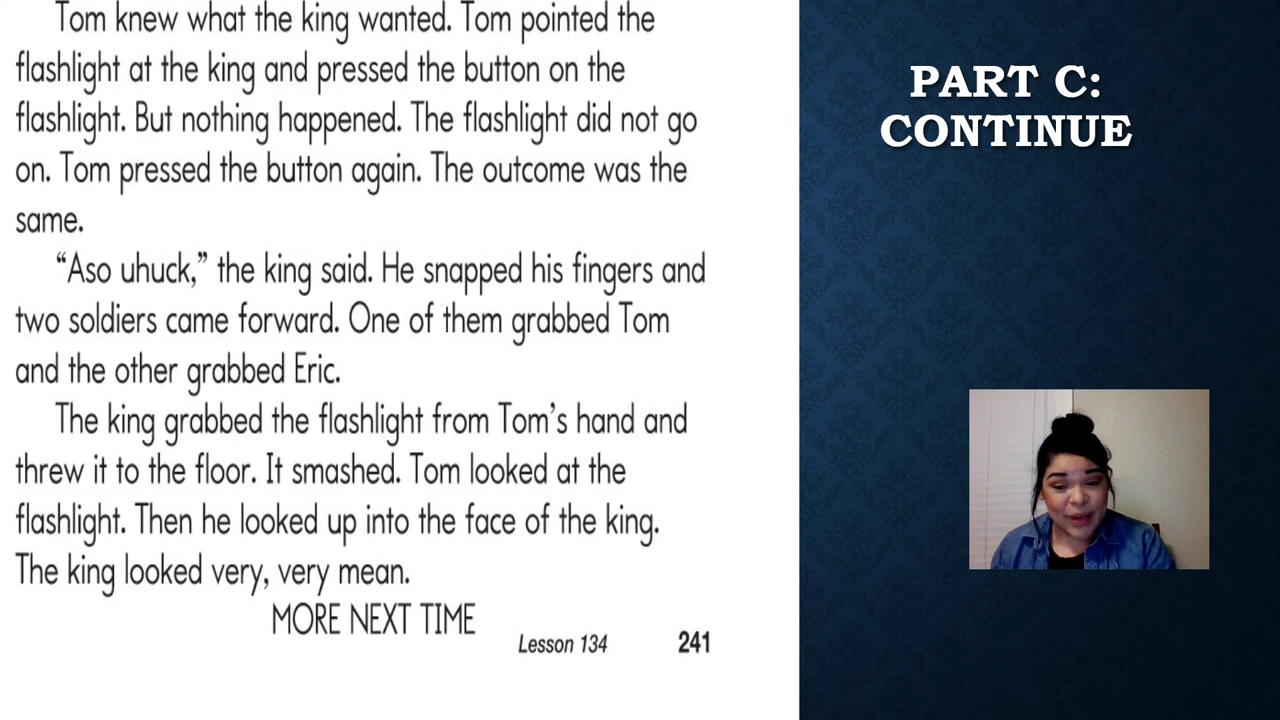 Tom knew what the king wanted. Tom pointed the
flashlight at the king and pressed the button on the
flashlight. But nothing happened. The flashlight did not go
on. Tom pressed the button again. The outcome was the
same.
“Aso uhuck,” the king said. He snapped his fingers and
two soldiers came forward. One of them grabbed Tom
and the other grabbed Eric.
The king grabbed the flashlight from Tom’s hand and
threw it to the floor. It smashed. Tom looked at the
flashlight. Then he looked up into the face of the king.
The king looked very, very mean.
MORE NEXT TIME
Lesson 134 241
PART C:
CONTINUE